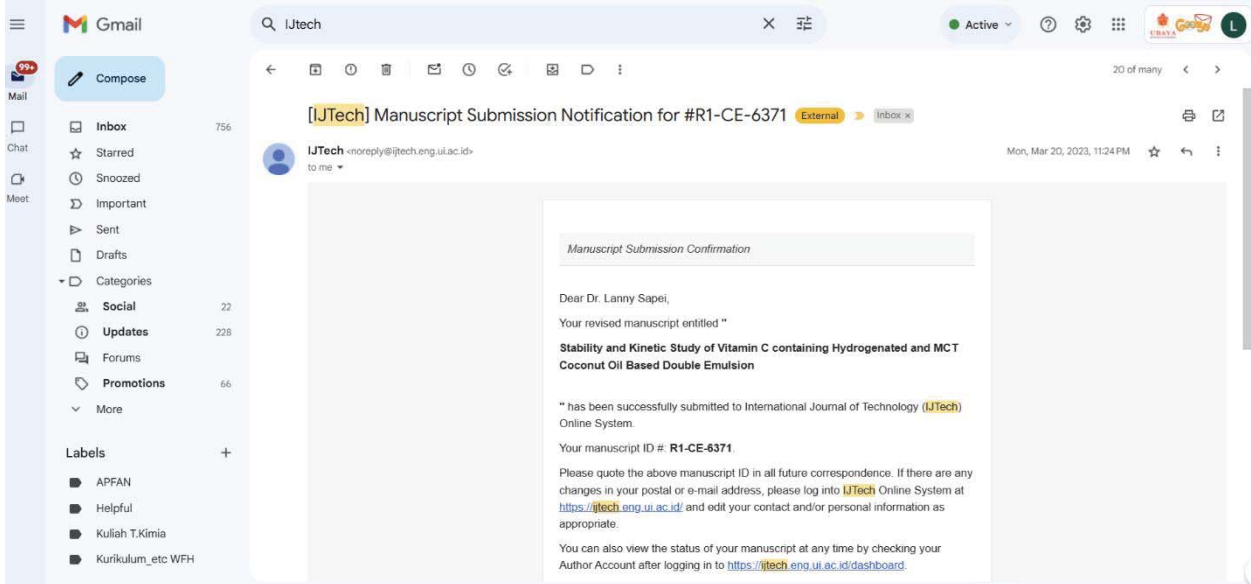 Gmail
IJtech
Active
UBAYA
L
99+
Mail
Chat
Meet
Compose
Inbox 756
Starred
Snoozed
Important
Sent
Drafts
Categories
Social 22
Updates 228
Forums
Promotions 66
More
Labels +
APFAN
Helpful
Kuliah T.Kimia
Kurikulum_etc WFH
20 of many
[IJTech] Manuscript Submission Notification for #R1-CE-6371 External Inbox ×
IJTech <noreply@ijtech.eng.ui.ac.id> Mon, Mar 20, 2023, 11:24 PM
to me
Manuscript Submission Confirmation
Dear Dr. Lanny Sapei,
Your revised manuscript entitled "
Stability and Kinetic Study of Vitamin C containing Hydrogenated and MCT
Coconut Oil Based Double Emulsion
" has been successfully submitted to International Journal of Technology (IJTech)
Online System.
Your manuscript ID #: R1-CE-6371.
Please quote the above manuscript ID in all future correspondence. If there are any
changes in your postal or e-mail address, please log into IJTech Online System at
https://ijtech.eng.ui.ac.id/ and edit your contact and/or personal information as
appropriate.
You can also view the status of your manuscript at any time by checking your
Author Account after logging in to https://ijtech.eng.ui.ac.id/dashboard.